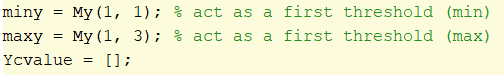 miny = My(1, 1); % act as a first threshold (min)
maxy = My(1, 3); % act as a first threshold (max)
Ycvalue = [];